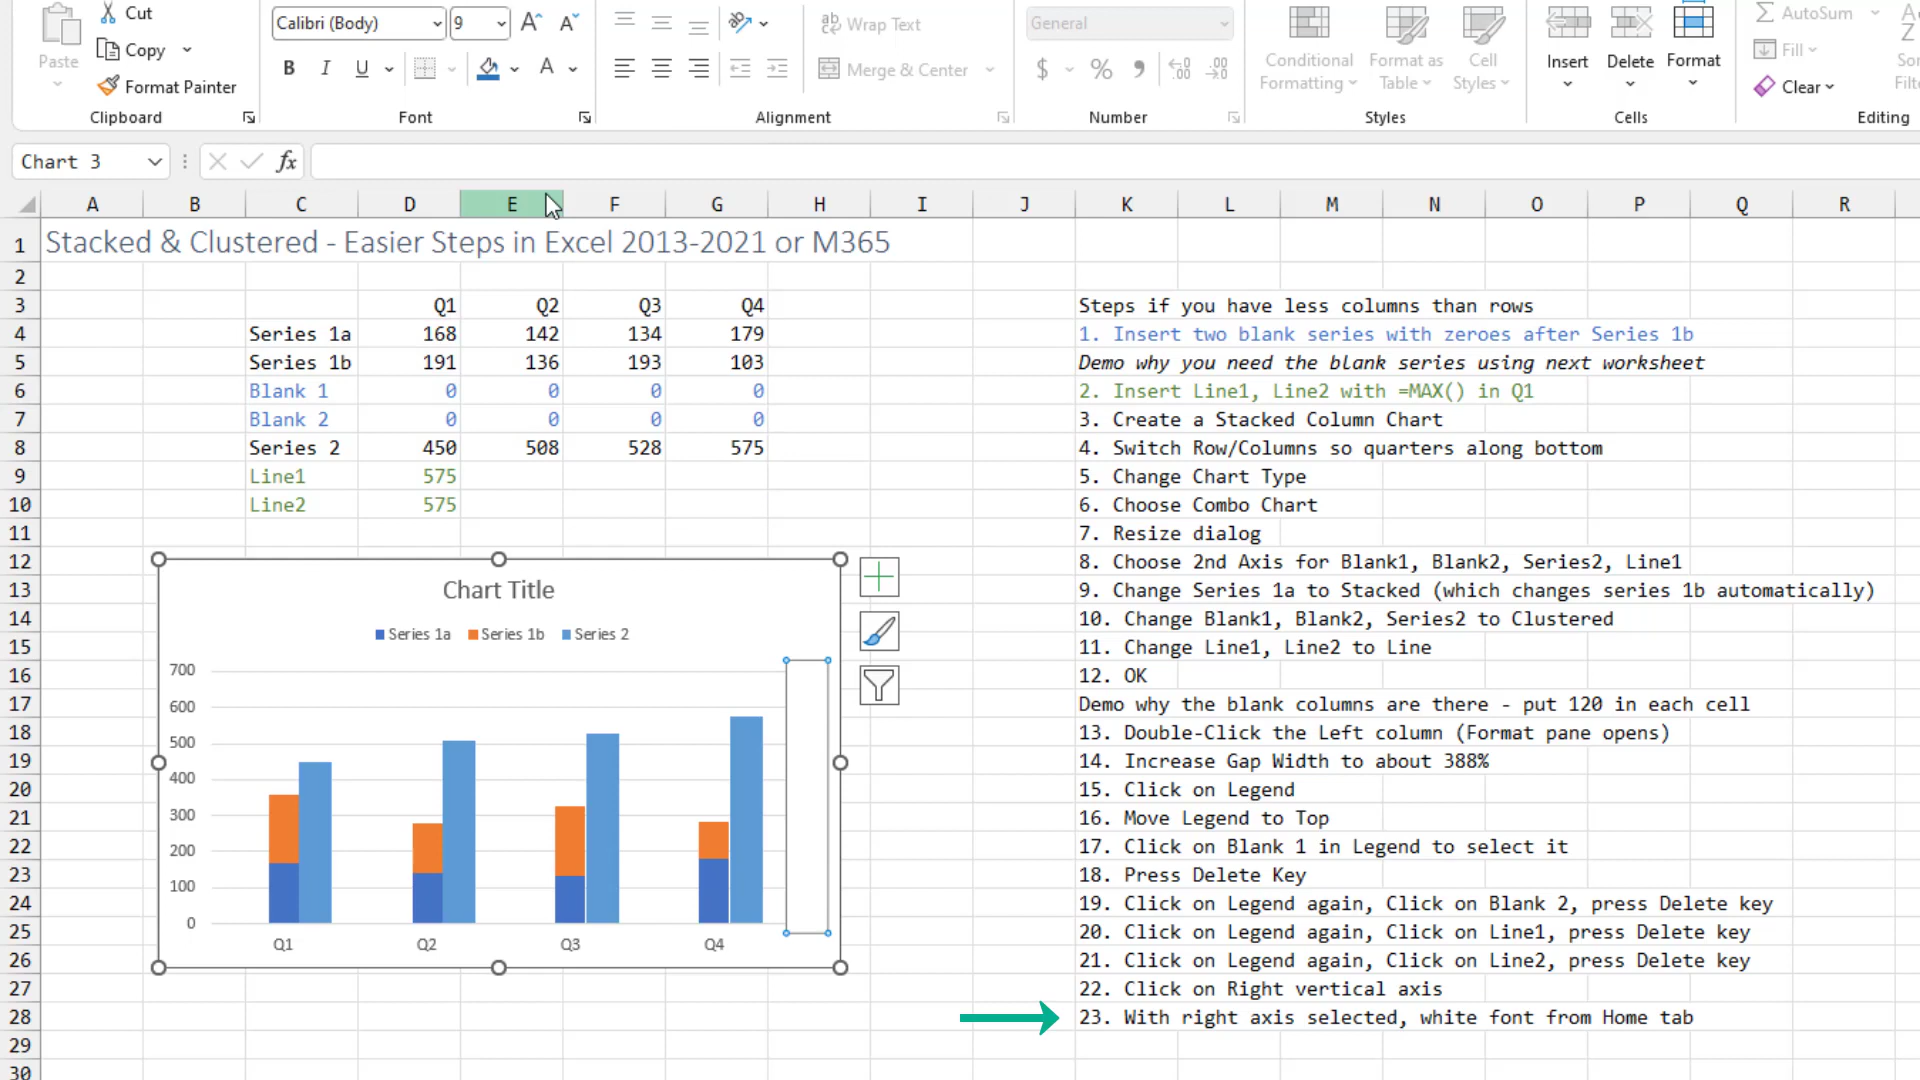 Cut
Calibri (Body) 9
Wrap Text
General
AutoSum
Paste
Copy
Conditional Formatting
Format as Table
Cell Styles
Insert
Delete
Format
Fill
B I U A
Merge & Center
$ % 9
Format Painter
Clear
Clipboard
Font
Alignment
Number
Styles
Cells
Editing
Chart 3
fx
A B C D E F G H I J K L M N O P Q R
1 Stacked & Clustered - Easier Steps in Excel 2013-2021 or M365
2
3 Q1 Q2 Q3 Q4 Steps if you have less columns than rows
4 Series 1a 168 142 134 179 1. Insert two blank series with zeroes after Series 1b
5 Series 1b 191 136 193 103 Demo why you need the blank series using next worksheet
6 Blank 1 0 0 0 0 2. Insert Line1, Line2 with =MAX() in Q1
7 Blank 2 0 0 0 0 3. Create a Stacked Column Chart
8 Series 2 450 508 528 575 4. Switch Row/Columns so quarters along bottom
9 Line1 575 5. Change Chart Type
10 Line2 575 6. Choose Combo Chart
11 7. Resize dialog
12 8. Choose 2nd Axis for Blank1, Blank2, Series2, Line1
13 9. Change Series 1a to Stacked (which changes series 1b automatically)
14 10. Change Blank1, Blank2, Series2 to Clustered
15 11. Change Line1, Line2 to Line
16 12. OK
17 Demo why the blank columns are there - put 120 in each cell
18 13. Double-Click the Left column (Format pane opens)
19 14. Increase Gap Width to about 388%
20 15. Click on Legend
21 16. Move Legend to Top
22 17. Click on Blank 1 in Legend to select it
23 18. Press Delete Key
24 19. Click on Legend again, Click on Blank 2, press Delete key
25 20. Click on Legend again, Click on Line1, press Delete key
26 21. Click on Legend again, Click on Line2, press Delete key
27 22. Click on Right vertical axis
28 23. With right axis selected, white font from Home tab
29
30
Chart Title
Series 1a Series 1b Series 2
700
600
500
400
300
200
100
0
Q1 Q2 Q3 Q4